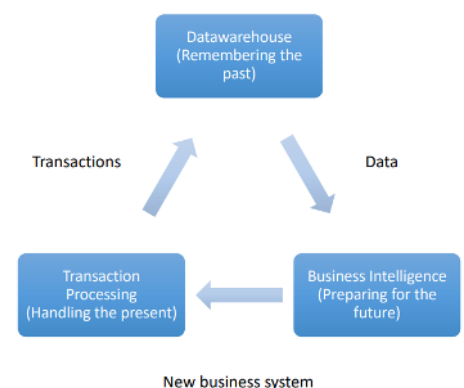 Datawarehouse
(Remembering the
past)
Transactions
Data
Transaction
Processing
(Handling the present)
Business Intelligence
(Preparing for the
future)
New business system